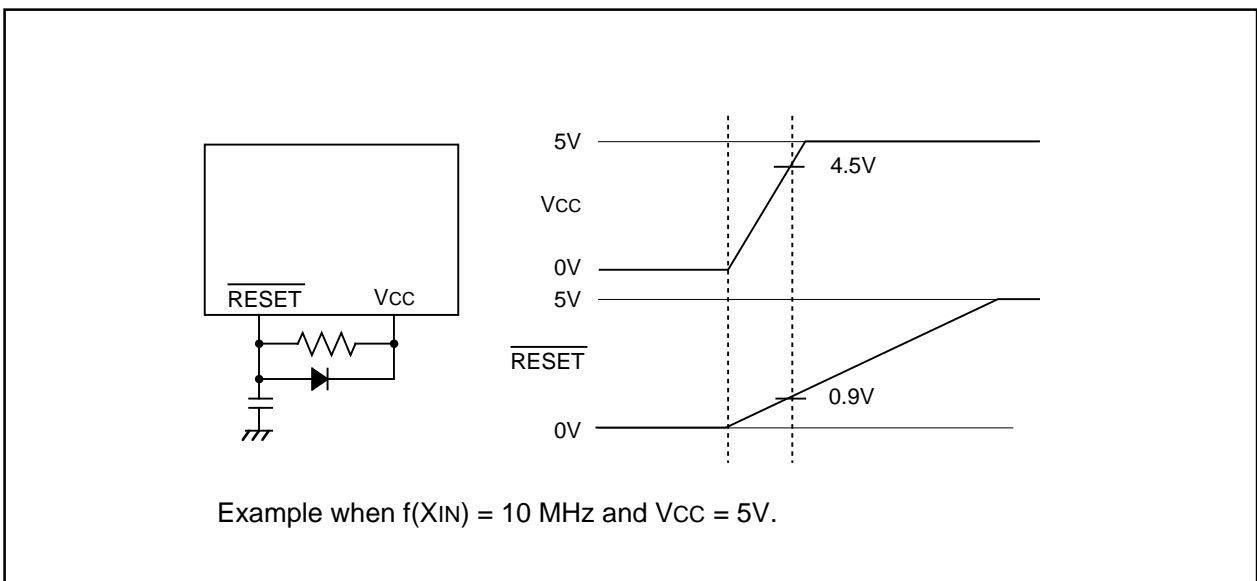 RESET
VCC
5V
4.5V
VCC
0V
5V
RESET
0.9V
0V
Example when f(XIN) = 10 MHz and VCC = 5V.